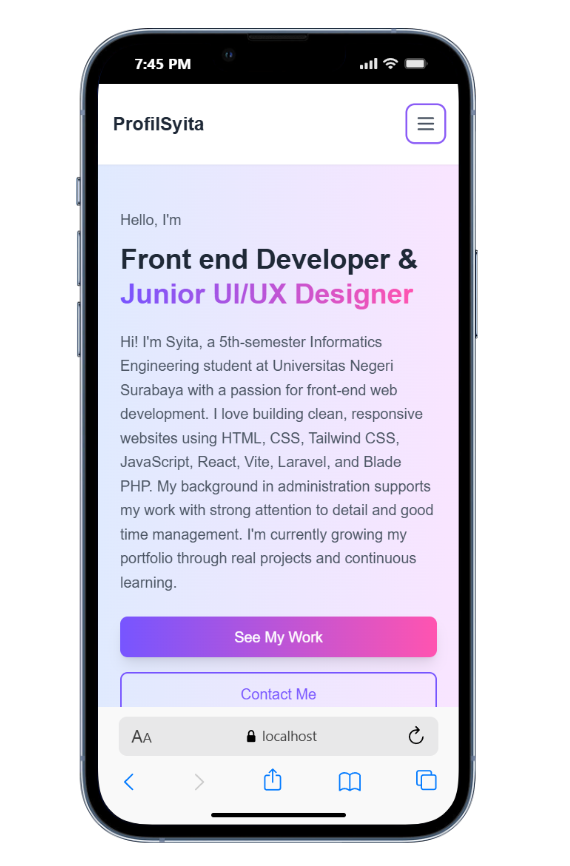 7:45 PM
ProfilSyita
Hello, I'm
Front end Developer &
Junior UI/UX Designer
Hi! I'm Syita, a 5th-semester Informatics
Engineering student at Universitas Negeri
Surabaya with a passion for front-end web
development. I love building clean, responsive
websites using HTML, CSS, Tailwind CSS,
JavaScript, React, Vite, Laravel, and Blade
PHP. My background in administration supports
my work with strong attention to detail and good
time management. I'm currently growing my
portfolio through real projects and continuous
learning.
See My Work
Contact Me
AA localhost